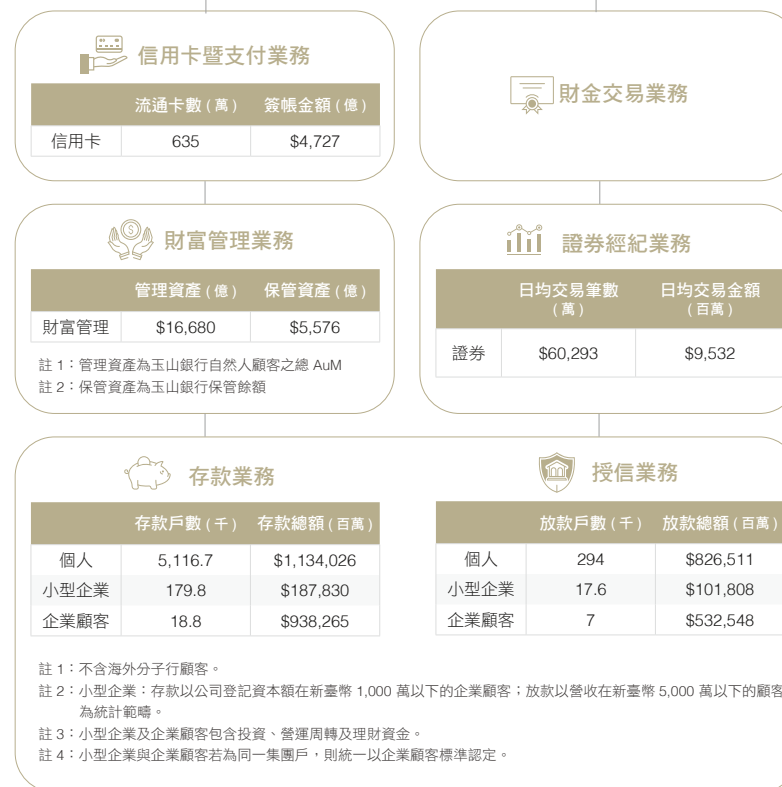 信用卡暨支付業務
流通卡數(萬) 簽帳金額(億)
信用卡 635 $4,727
財金交易業務
財富管理業務
管理資產(億) 保管資產(億)
財富管理 $16,680 $5,576
註 1：管理資產為玉山銀行自然人顧客之總 AuM
註 2：保管資產為玉山銀行保管餘額
證券經紀業務
日均交易筆數 日均交易金額
(萬) (百萬)
證券 $60,293 $9,532
存款業務
存款戶數(千) 存款總額(百萬)
個人 5,116.7 $1,134,026
小型企業 179.8 $187,830
企業顧客 18.8 $938,265
授信業務
放款戶數(千) 放款總額(百萬)
個人 294 $826,511
小型企業 17.6 $101,808
企業顧客 7 $532,548
註 1：不含海外分子行顧客。
註 2：小型企業：存款以公司登記資本額在新臺幣 1,000 萬以下的企業顧客；放款以營收在新臺幣 5,000 萬以下的顧客
為統計範疇。
註 3：小型企業及企業顧客包含投資、營運周轉及理財資金。
註 4：小型企業與企業顧客若為同一集團戶，則統一以企業顧客標準認定。